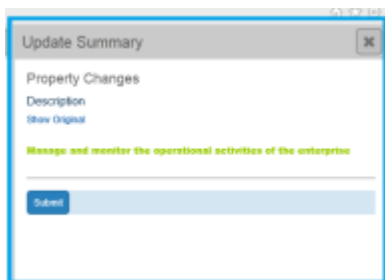 Update Summary
Property Changes
Description
Show Original
Manage and monitor the operational activities of the enterprise
Submit